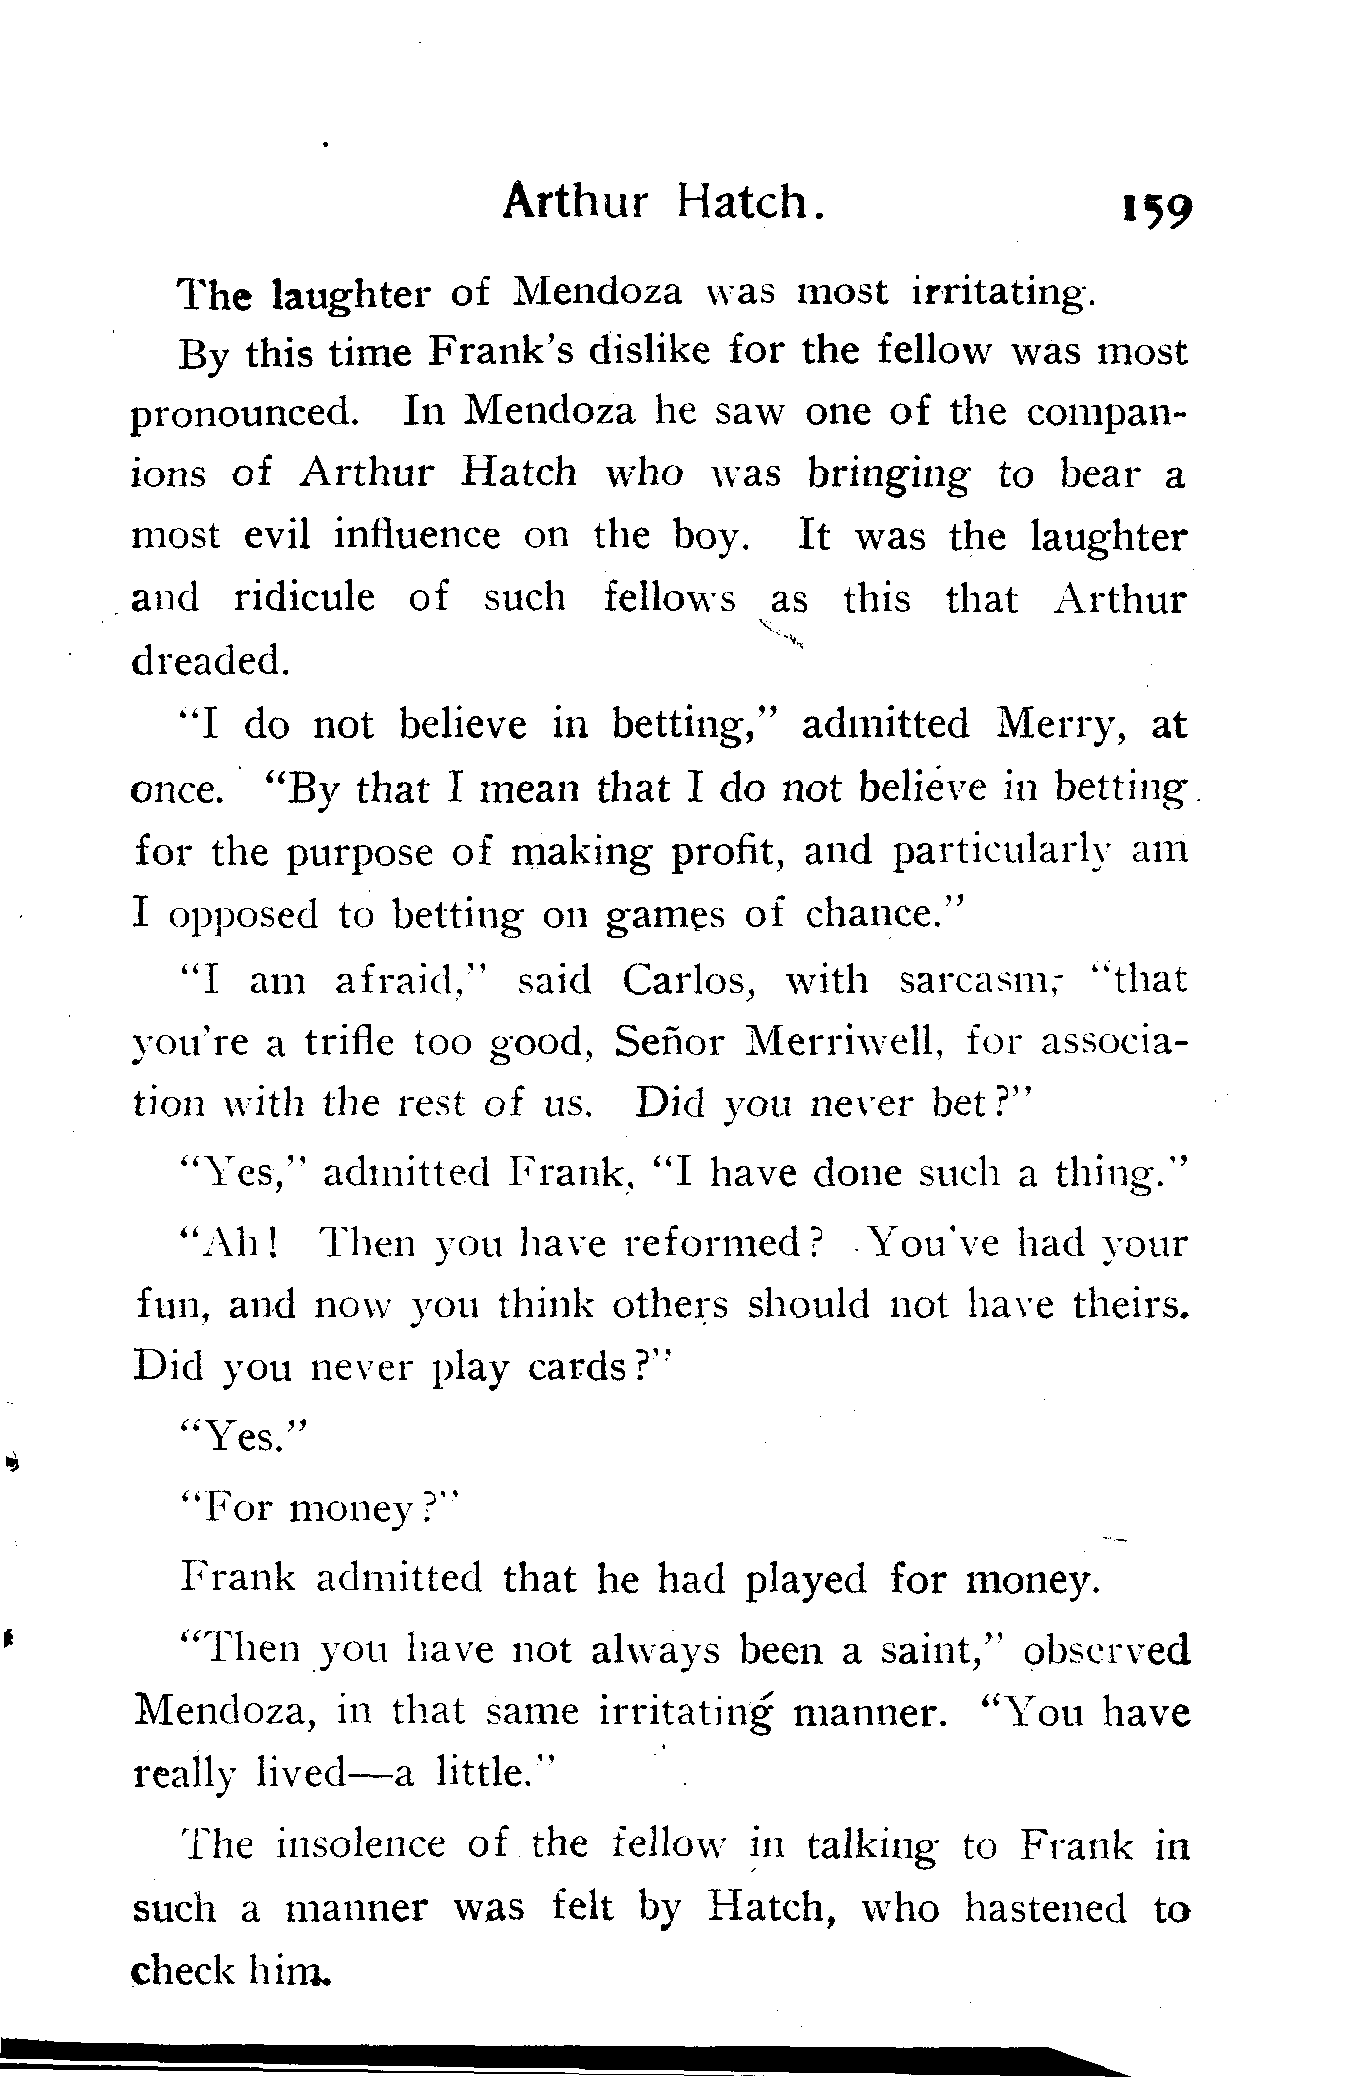 Arthur Hatch. 159
The laughter of Mendoza was most irritating.
By this time Frank's dislike for the fellow was most
pronounced. In Mendoza he saw one of the compan-
ions of Arthur Hatch who was bringing to bear a
most evil influence on the boy. It was the laughter
and ridicule of such fellows as this that Arthur
dreaded.
"I do not believe in betting," admitted Merry, at
once. "By that I mean that I do not believe in betting
for the purpose of making profit, and particularly am
I opposed to betting on games of chance."
"I am afraid," said Carlos, with sarcasm, "that
you're a trifle too good, Señor Merriwell, for associa-
tion with the rest of us. Did you never bet?"
"Yes," admitted Frank, "I have done such a thing."
"Ah! Then you have reformed? You've had your
fun, and now you think others should not have theirs.
Did you never play cards?"
"Yes."
"For money?"
Frank admitted that he had played for money.
"Then you have not always been a saint," observed
Mendoza, in that same irritating manner. "You have
really lived—a little."
The insolence of the fellow in talking to Frank in
such a manner was felt by Hatch, who hastened to
check him.